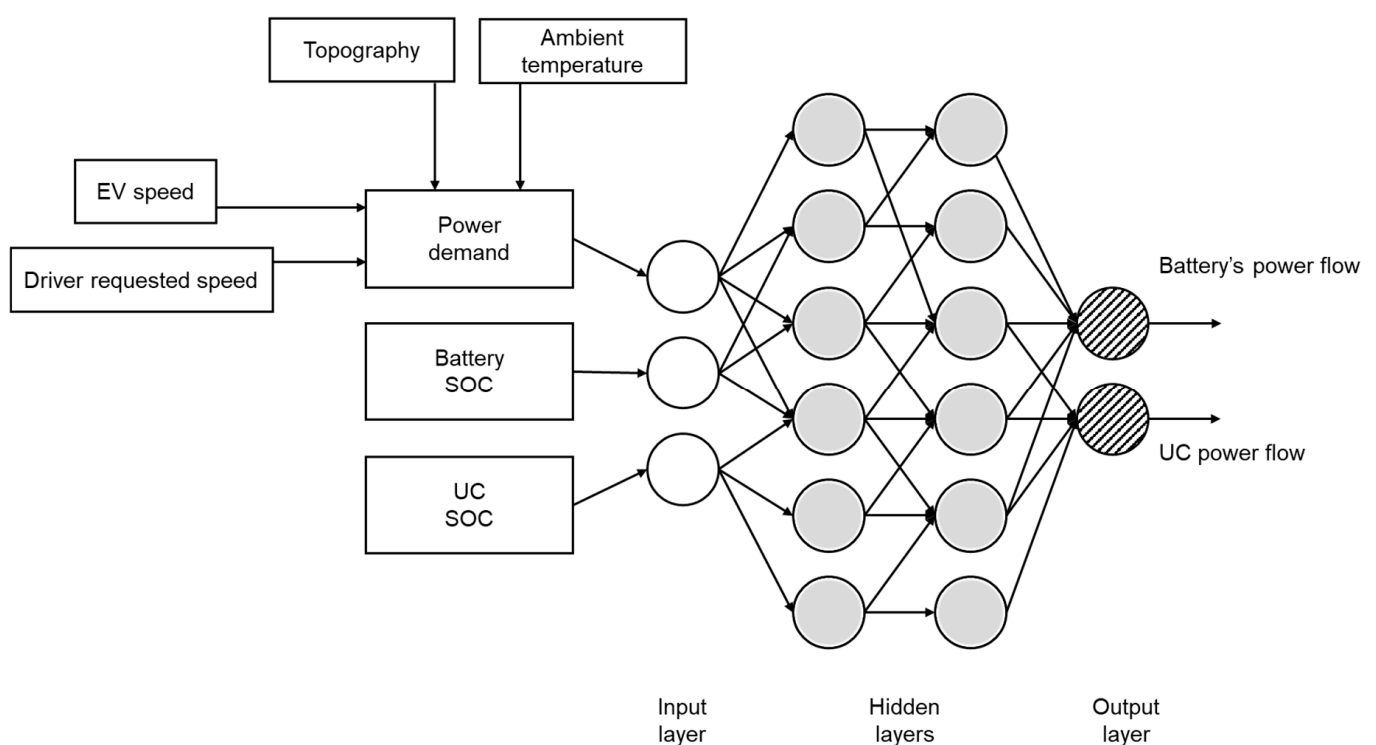 Topography
Ambient
temperature
EV speed
Driver requested speed
Power
demand
Battery
SOC
UC
SOC
Battery's power flow
UC power flow
Input
layer
Hidden
layers
Output
layer